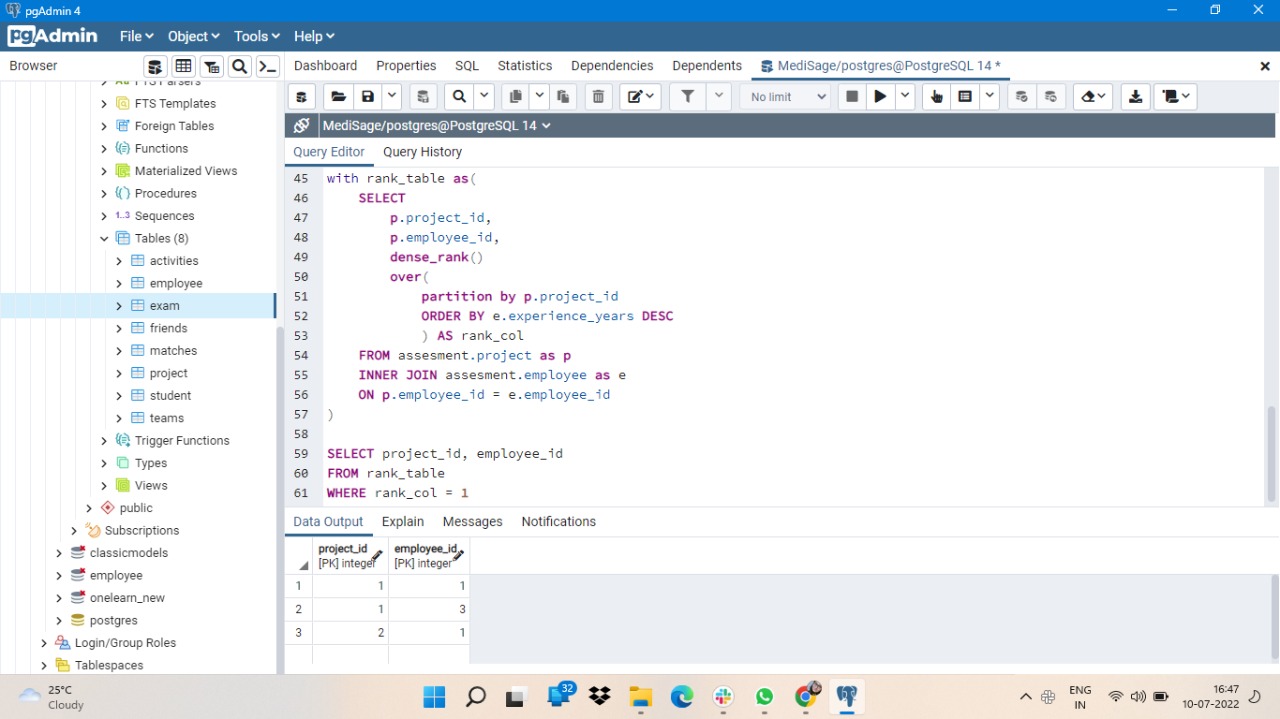 pgAdmin 4
pgAdmin File Object Tools Help
Browser
Dashboard Properties SQL Statistics Dependencies Dependents MediSage/postgres@PostgreSQL 14 *
FTS Parsers
FTS Templates
Foreign Tables
Functions
Materialized Views
Procedures
1..3 Sequences
Tables (8)
activities
employee
exam
friends
matches
project
student
teams
Trigger Functions
Types
Views
public
Subscriptions
classicmodels
employee
onelearn_new
postgres
Login/Group Roles
Tablespaces
No limit
MediSage/postgres@PostgreSQL 14
Query Editor Query History
45 with rank_table as(
46 SELECT
47 p.project_id,
48 p.employee_id,
49 dense_rank()
50 over(
51 partition by p.project_id
52 ORDER BY e.experience_years DESC
53 ) AS rank_col
54 FROM assesment.project as p
55 INNER JOIN assesment.employee as e
56 ON p.employee_id = e.employee_id
57 )
58
59 SELECT project_id, employee_id
60 FROM rank_table
61 WHERE rank_col = 1
Data Output Explain Messages Notifications
project_id employee_id
[PK] integer [PK] integer
1 1 1
2 1 3
3 2 1
25°C
Cloudy
32
ENG
IN
16:47
10-07-2022